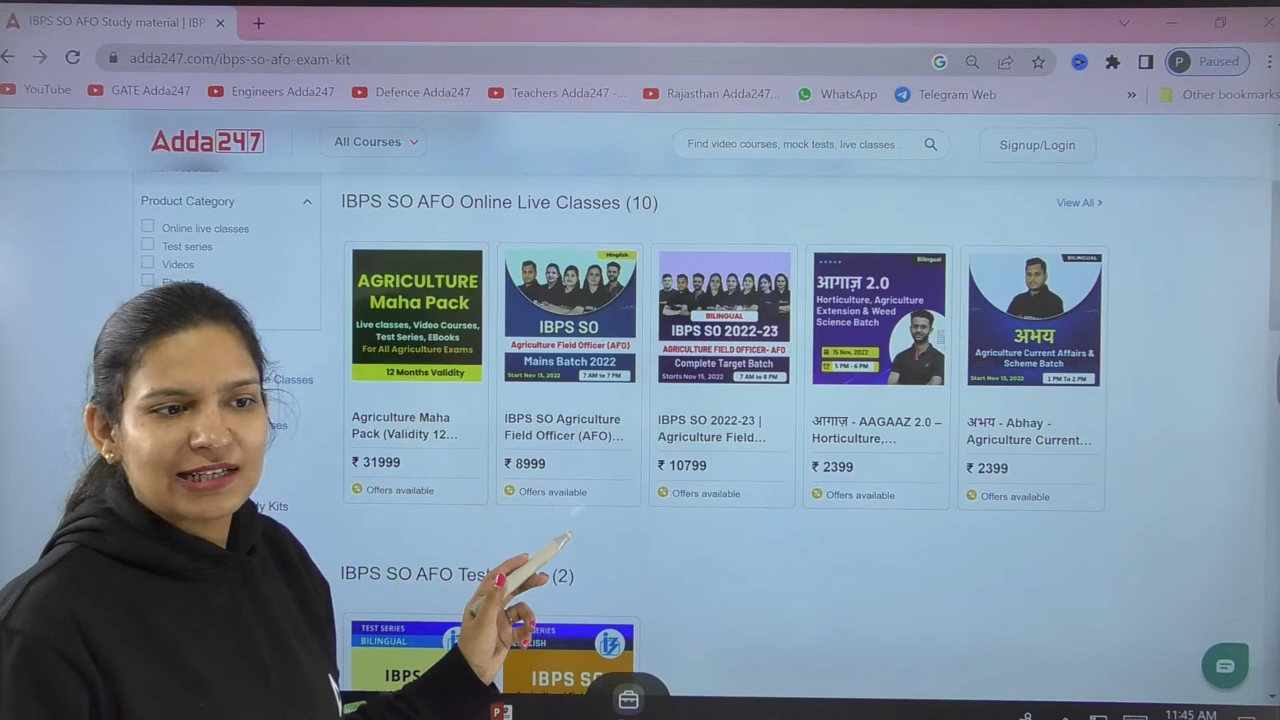 IBPS SO AFO Study material | IBP
adda247.com/ibps-so-afo-exam-kit
P Paused
YouTube
GATE Adda247
Engineers Adda247
Defence Adda247
Teachers Adda247 -...
Rajasthan Adda247...
WhatsApp
Telegram Web
»
Other bookmarks
Adda247
All Courses
Find video courses, mock tests, live classes...
Signup/Login
Product Category
Online live classes
Test series
Videos
IBPS SO AFO Online Live Classes (10)
View All >
AGRICULTURE
Maha Pack
Live classes, Video Courses,
Test Series, EBooks
For All Agriculture Exams
12 Months Validity
Agriculture Maha
Pack (Validity 12...
₹ 31999
Offers available
Hinglish
IBPS SO
Agriculture Field Officer (AFO)
Mains Batch 2022
Start Nov 15, 2022
7 AM to 7 PM
IBPS SO Agriculture
Field Officer (AFO)...
₹ 8999
Offers available
BILINGUAL
IBPS SO 2022-23
AGRICULTURE FIELD OFFICER- AFO
Complete Target Batch
Starts Nov 15, 2022
7 AM to 8 PM
IBPS SO 2022-23 |
Agriculture Field...
₹ 10799
Offers available
Bilingual
आगाज़ 2.0
Horticulture, Agriculture
Extension & Weed
Science Batch
15 Nov, 2022
5 PM - 6 PM
आगाज़ - AAGAAZ 2.0 –
Horticulture,...
₹ 2399
Offers available
BILINGUAL
अभय
Agriculture Current Affairs &
Scheme Batch
Start Nov 15, 2022
1 PM To 2 PM
अभय - Abhay -
Agriculture Current...
₹ 2399
Offers available
Classes
Kits
IBPS SO AFO (2)
TEST SERIES
BILINGUAL
IBPS
IBPS
11:45 AM